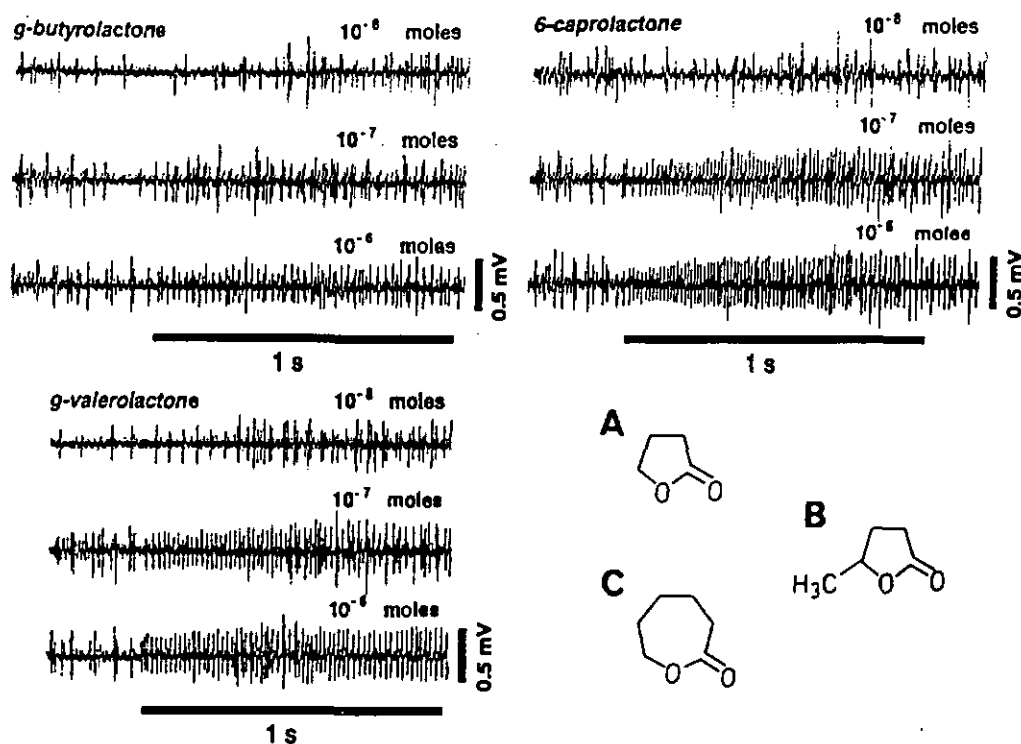 g-butyrolactone
10⁻⁸ moles
10⁻⁷ moles
10⁻⁶ moles
0.5 mV
1 s
6-caprolactone
10⁻⁸ moles
10⁻⁷ moles
10⁻⁶ moles
0.5 mV
1 s
g-valerolactone
10⁻⁸ moles
10⁻⁷ moles
10⁻⁶ moles
0.5 mV
1 s
A
O O
B
H₃C O O
C
O O